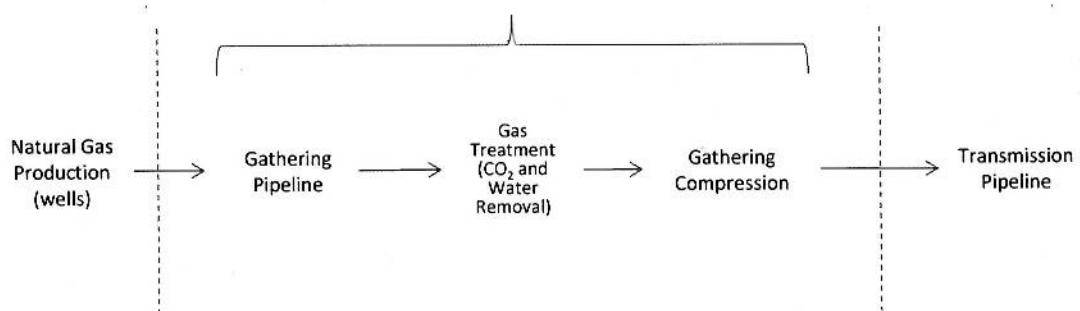 Natural Gas
Production
(wells)
Gathering
Pipeline
Gas
Treatment
(CO₂ and
Water
Removal)
Gathering
Compression
Transmission
Pipeline